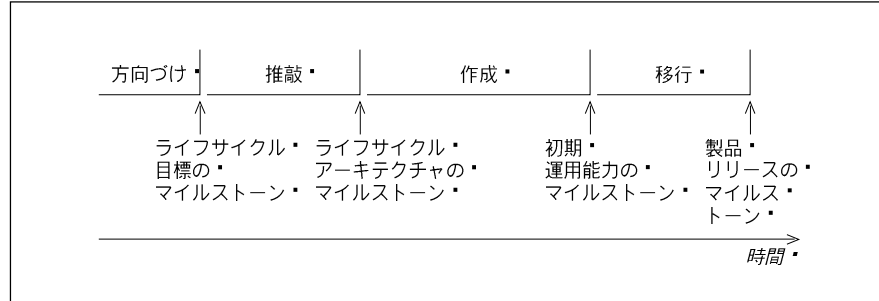 方向づけ
推敲
作成
移行
ライフサイクル
目標の
マイルストーン
ライフサイクル
アーキテクチャの
マイルストーン
初期
運用能力の
マイルストーン
製品
リリースの
マイルス
トーン
時間